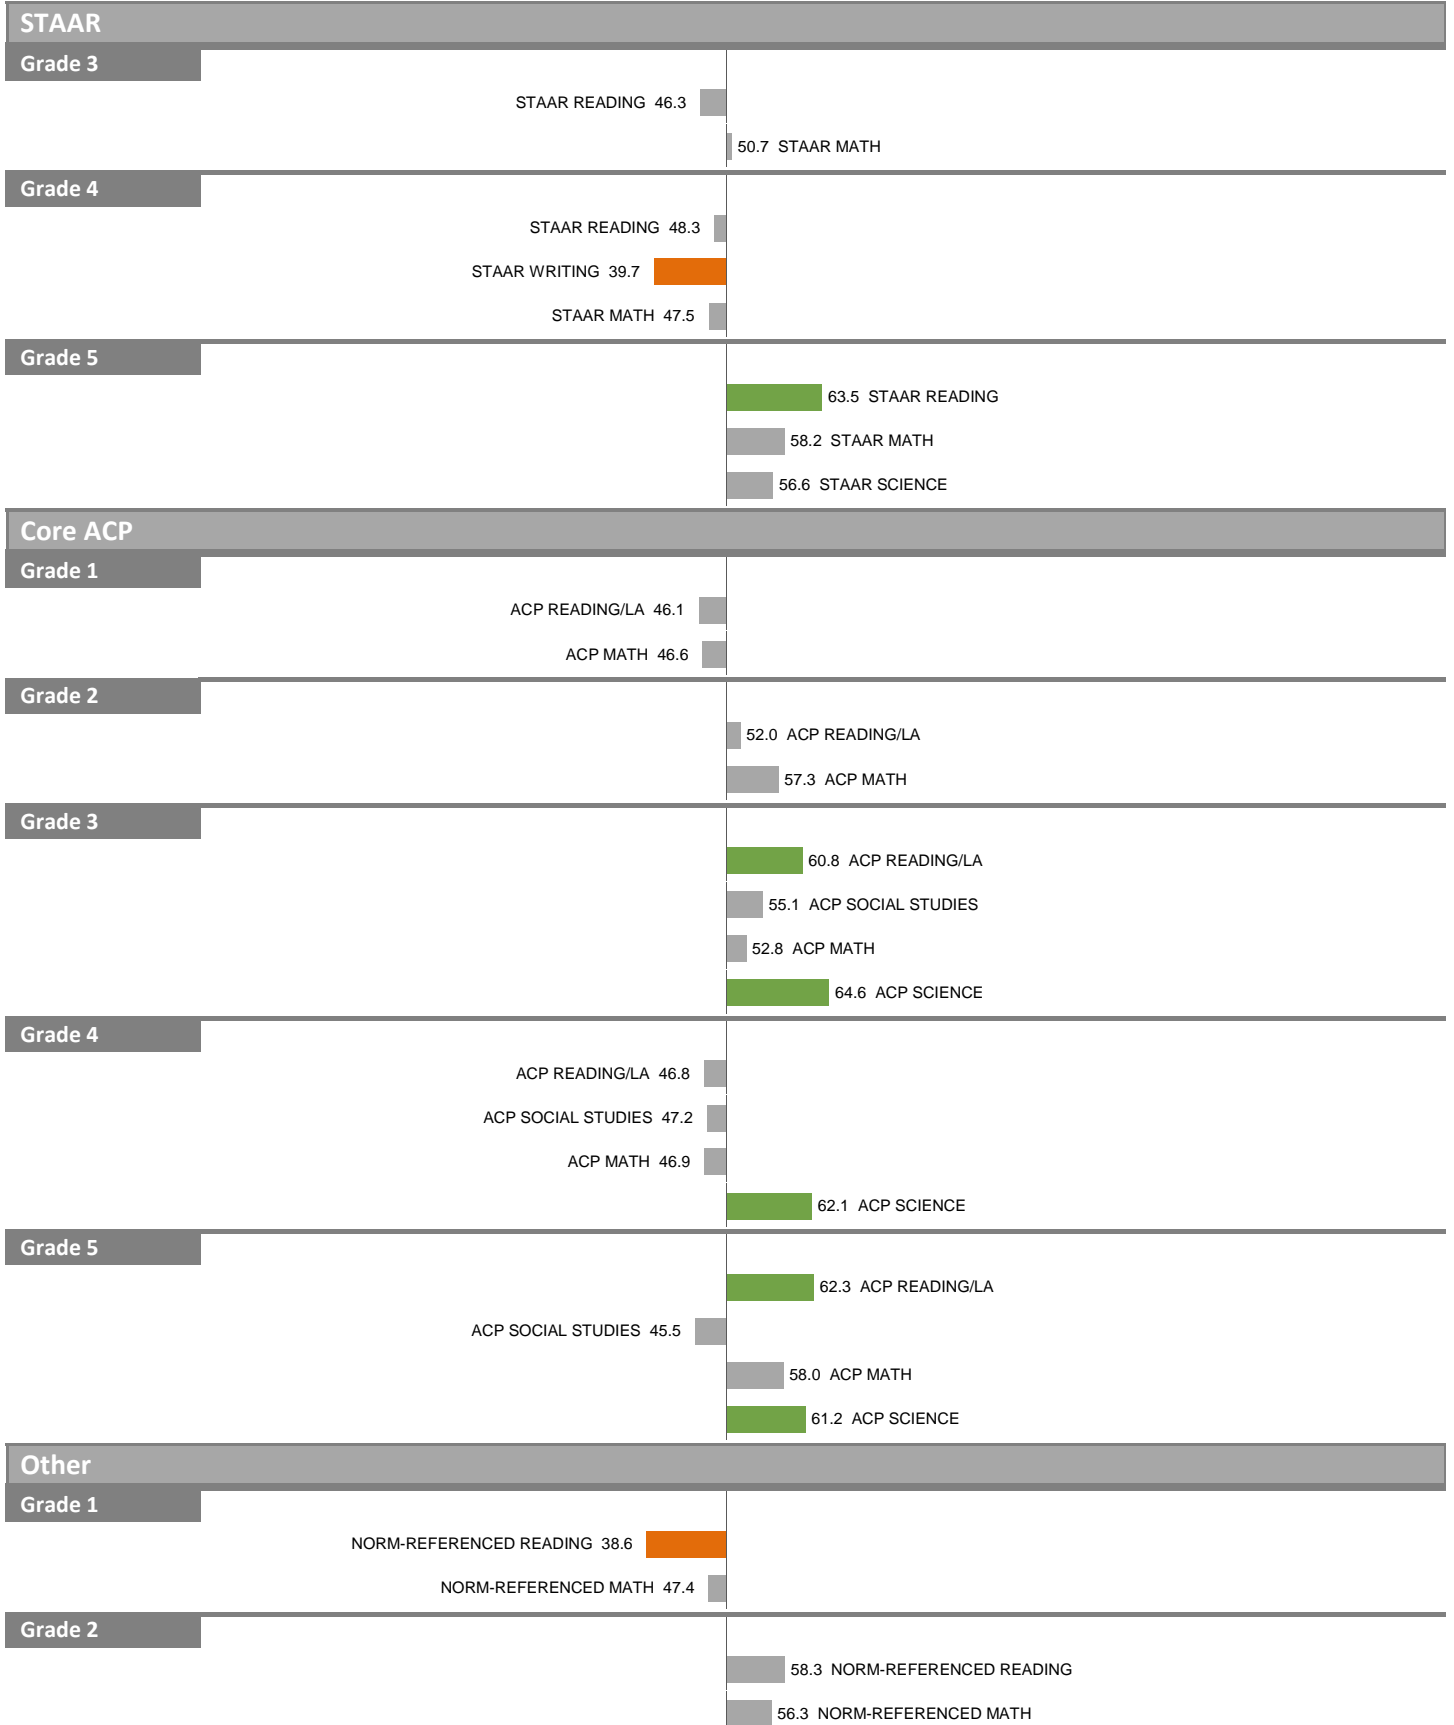 STAAR
Grade 3
STAAR READING 46.3
50.7 STAAR MATH
Grade 4
STAAR READING 48.3
STAAR WRITING 39.7
STAAR MATH 47.5
Grade 5
63.5 STAAR READING
58.2 STAAR MATH
56.6 STAAR SCIENCE
Core ACP
Grade 1
ACP READING/LA 46.1
ACP MATH 46.6
Grade 2
52.0 ACP READING/LA
57.3 ACP MATH
Grade 3
60.8 ACP READING/LA
55.1 ACP SOCIAL STUDIES
52.8 ACP MATH
64.6 ACP SCIENCE
Grade 4
ACP READING/LA 46.8
ACP SOCIAL STUDIES 47.2
ACP MATH 46.9
62.1 ACP SCIENCE
Grade 5
62.3 ACP READING/LA
ACP SOCIAL STUDIES 45.5
58.0 ACP MATH
61.2 ACP SCIENCE
Other
Grade 1
NORM-REFERENCED READING 38.6
NORM-REFERENCED MATH 47.4
Grade 2
58.3 NORM-REFERENCED READING
56.3 NORM-REFERENCED MATH